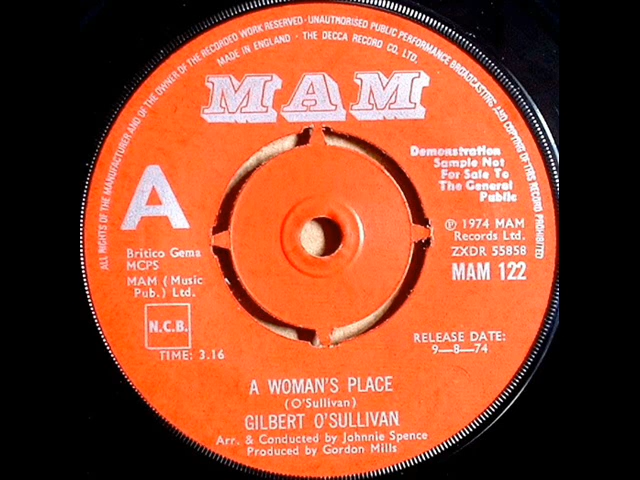 ALL RIGHTS OF THE MANUFACTURER AND OF THE OWNER OF THE RECORDED WORK RESERVED · UNAUTHORISED PUBLIC PERFORMANCE BROADCASTING AND COPYING OF THIS RECORD PROHIBITED
MADE IN ENGLAND · THE DECCA RECORD CO., LTD.
MAM
A
Demonstration
Sample Not
For Sale To
The General
Public
Britico Gema
MCPS
MAM (Music
Pub.) Ltd.
℗ 1974 MAM
Records Ltd.
ZXDR 55858
MAM 122
N.C.B.
TIME: 3.16
RELEASE DATE:
9—8—74
A WOMAN'S PLACE
(O'Sullivan)
GILBERT O'SULLIVAN
Arr. & Conducted by Johnnie Spence
Produced by Gordon Mills